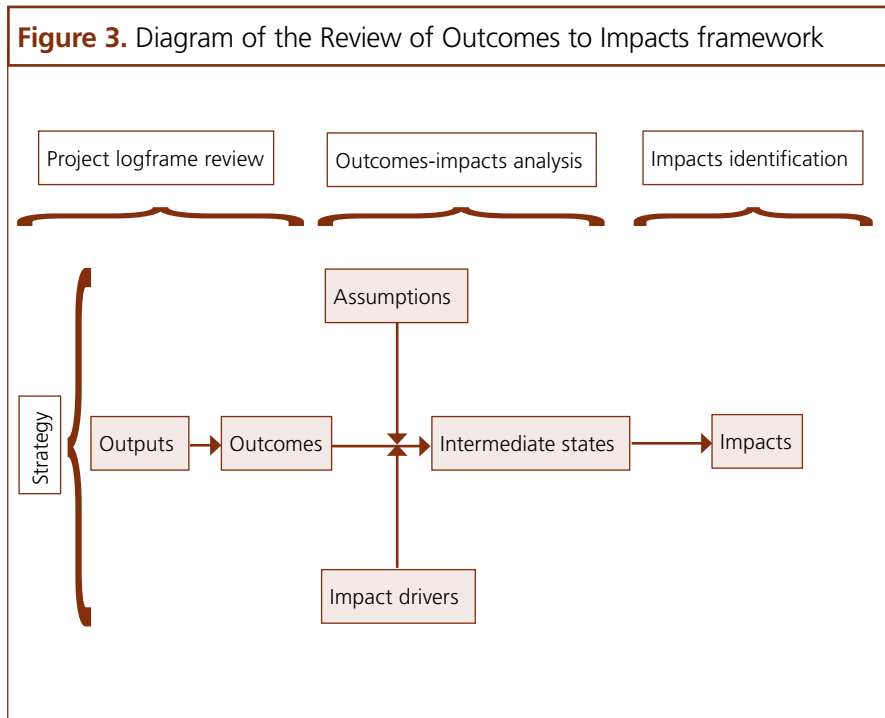 Figure 3. Diagram of the Review of Outcomes to Impacts framework
Project logframe review
Outcomes-impacts analysis
Impacts identification
Assumptions
Strategy
Outputs
Outcomes
Intermediate states
Impacts
Impact drivers